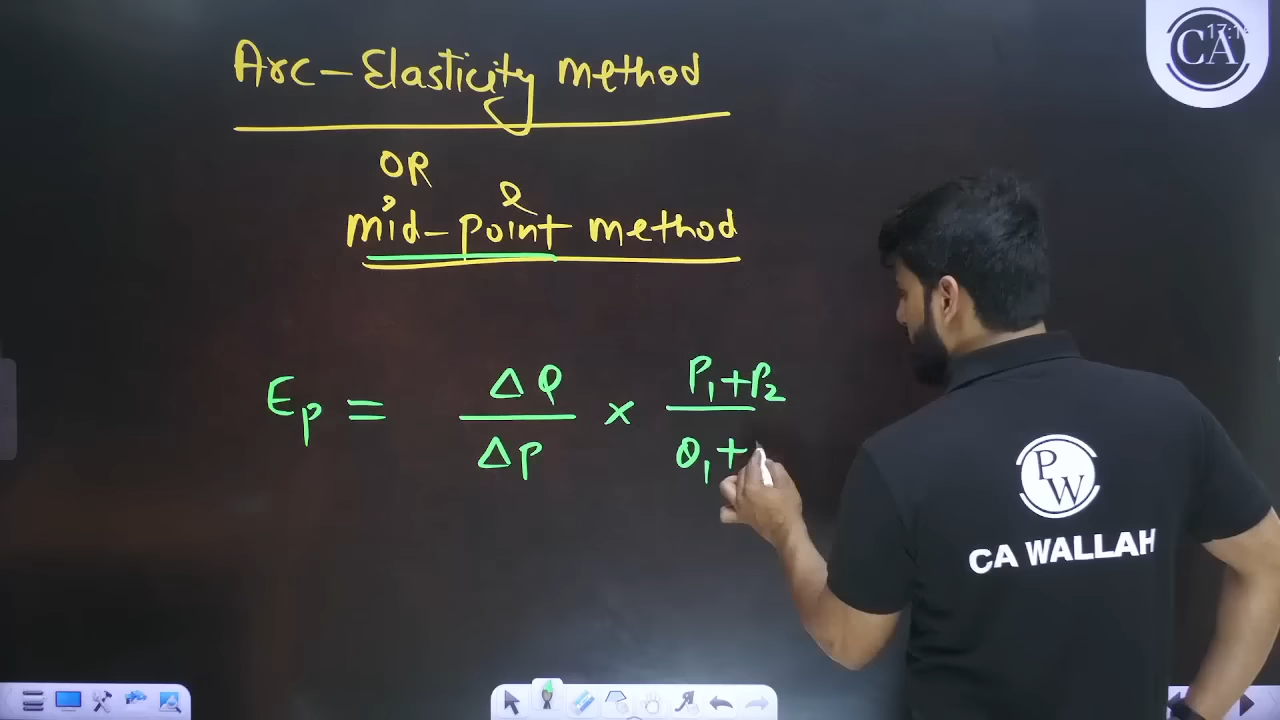 Arc-Elasticity method
OR
mid-point method
Ep = ΔQ / ΔP × P₁+P₂ / Q₁+
CA
PW
CA WALLAH